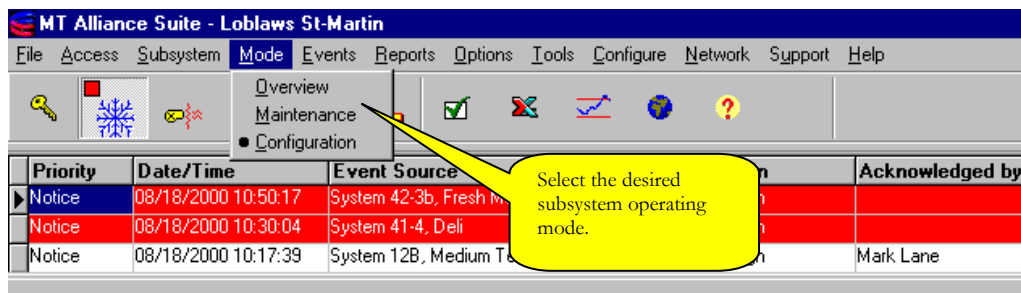 MT Alliance Suite - Loblaws St-Martin
File Access Subsystem Mode Events Reports Options Tools Configure Network Support Help
Overview
Maintenance
Configuration
Priority Date/Time Event Source Acknowledged by
Notice 08/18/2000 10:50:17 System 42-3b, Fresh
Notice 08/18/2000 10:30:04 System 41-4, Deli
Notice 08/18/2000 10:17:39 System 12B, Medium Mark Lane
Select the desired
subsystem operating
mode.